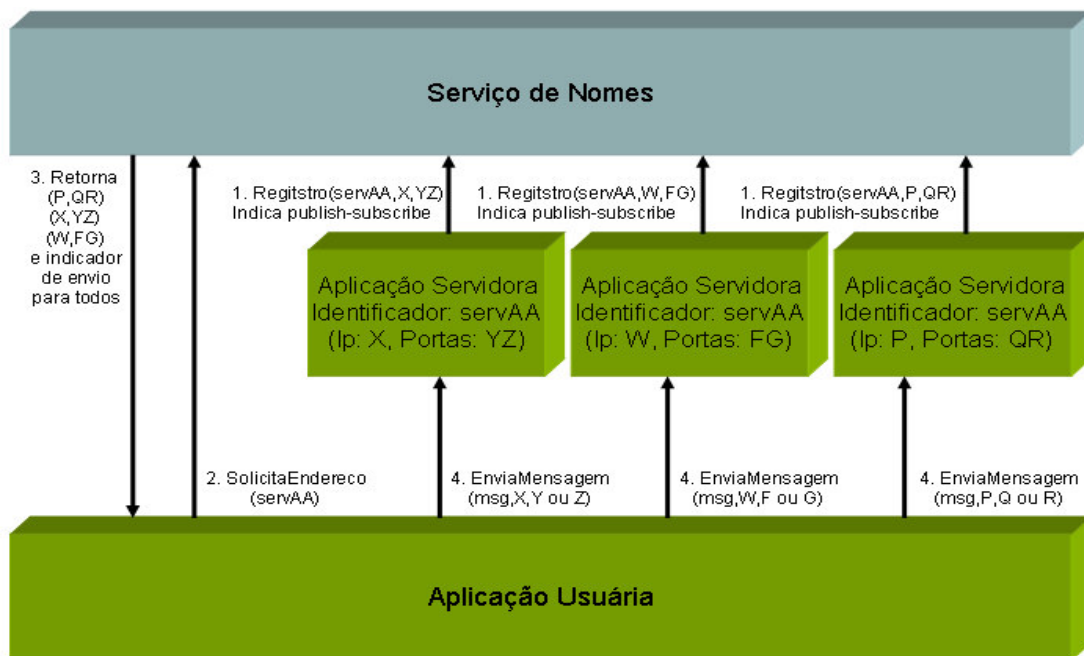 Serviço de Nomes
3. Retorna
(P,QR)
(X,YZ)
(W,FG)
e indicador
de envio
para todos
1. Regitstro(servAA,X,YZ)
Indica publish-subscribe
1. Regitstro(servAA,W,FG)
Indica publish-subscribe
1. Regitstro(servAA,P,QR)
Indica publish-subscribe
Aplicação Servidora
Identificador: servAA
(Ip: X, Portas: YZ)
Aplicação Servidora
Identificador: servAA
(Ip: W, Portas: FG)
Aplicação Servidora
Identificador: servAA
(Ip: P, Portas: QR)
2. SolicitaEndereco
(servAA)
4. EnviaMensagem
(msg,X,Y ou Z)
4. EnviaMensagem
(msg,W,F ou G)
4. EnviaMensagem
(msg,P,Q ou R)
Aplicação Usuária